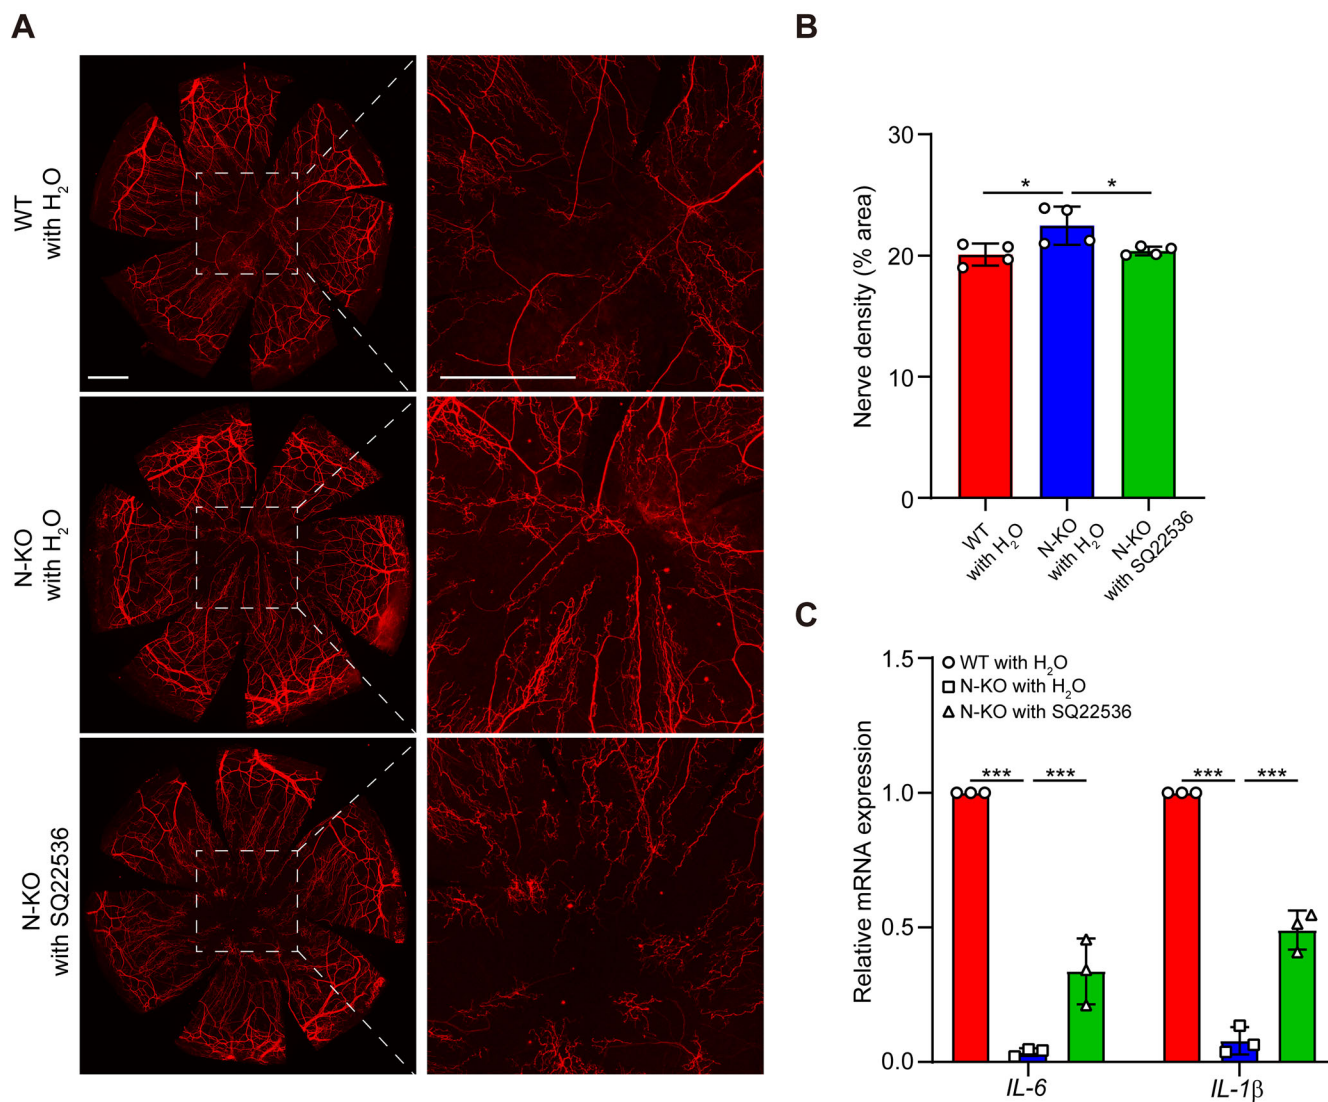 A
WT
with H₂O
N-KO
with H₂O
N-KO
with SQ22536
B
Nerve density (% area)
30
20
10
0
*
*
WT
with H₂O
N-KO
with H₂O
N-KO
with SQ22536
C
Relative mRNA expression
1.5
1.0
0.5
0.0
WT with H₂O
N-KO with H₂O
N-KO with SQ22536
***
***
***
***
IL-6
IL-1β